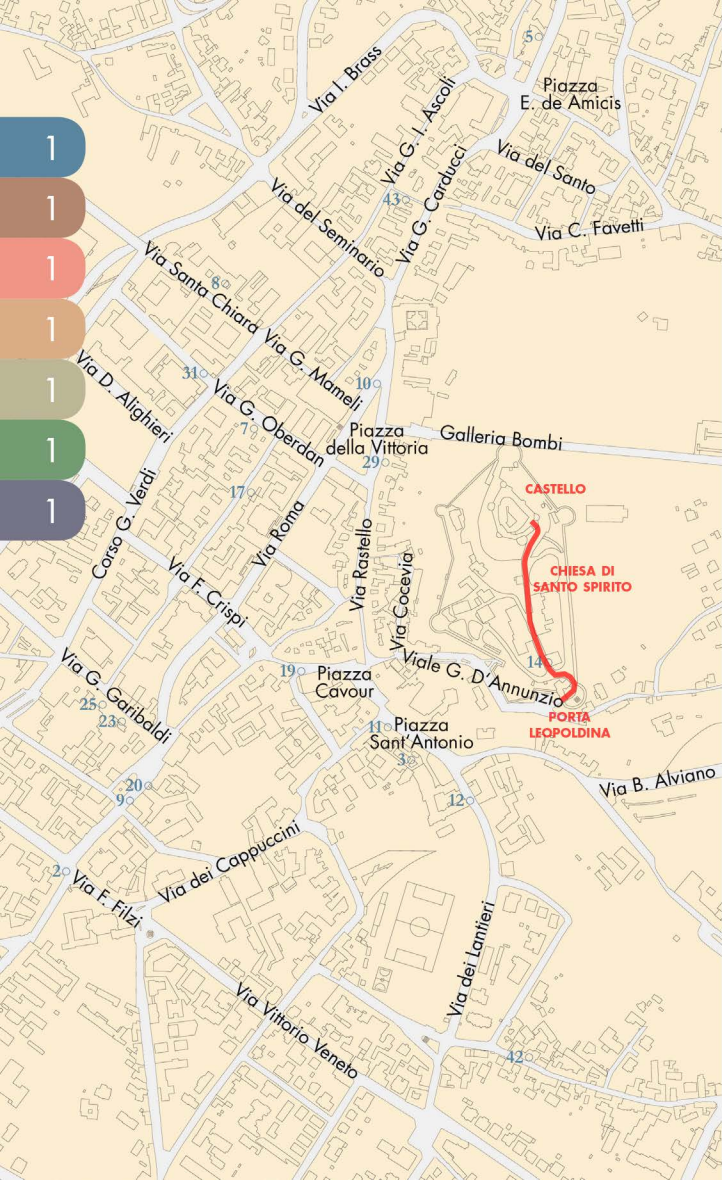 5
Via I. Brass
Piazza
E. de Amicis
Via G. I. Ascoli
1
Via del Santo
Via G. Carducci
43
1
Via del Seminario
Via C. Favetti
1
Via Santa Chiara
8
1
Via G. Mameli
31
10
1
Via D. Alighieri
Via G. Oberdan
7
Piazza
della Vittoria
Galleria Bombi
1
29
17
CASTELLO
1
Corso G. Verdi
Via Roma
Via Rastello
Via Cocevia
CHIESA DI
SANTO SPIRITO
Via F. Crispi
14
Viale G. D'Annunzio
19
Piazza
Cavour
Via G. Garibaldi
25
23
PORTA
LEOPOLDINA
11
Piazza
Sant'Antonio
3
20
9
12
Via B. Alviano
Via dei Cappuccini
2
Via F. Filzi
Via dei Lantieri
Via Vittorio Veneto
42